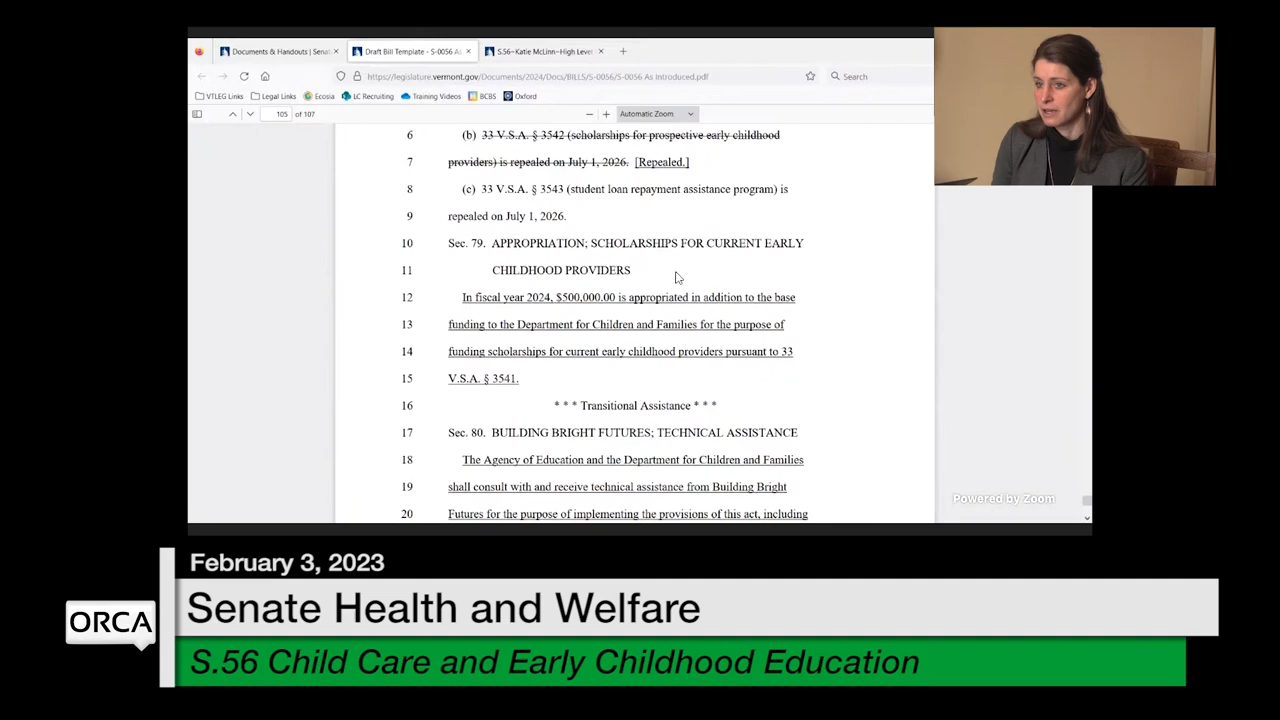 Documents & Handouts | Senat
Draft Bill Template - S-0056 As
S.56~Katie McLinn~High Level
https://legislature.vermont.gov/Documents/2024/Docs/BILLS/S-0056/S-0056 As Introduced.pdf
Search
VTLEG Links
Legal Links
Ecosia
LC Recruiting
Training Videos
BCBS
Oxford
105 of 107
Automatic Zoom
6 (b) 33 V.S.A. § 3542 (scholarships for prospective early childhood
7 providers) is repealed on July 1, 2026. [Repealed.]
8 (c) 33 V.S.A. § 3543 (student loan repayment assistance program) is
9 repealed on July 1, 2026.
10 Sec. 79. APPROPRIATION; SCHOLARSHIPS FOR CURRENT EARLY
11 CHILDHOOD PROVIDERS
12 In fiscal year 2024, $500,000.00 is appropriated in addition to the base
13 funding to the Department for Children and Families for the purpose of
14 funding scholarships for current early childhood providers pursuant to 33
15 V.S.A. § 3541.
16 * * * Transitional Assistance * * *
17 Sec. 80. BUILDING BRIGHT FUTURES; TECHNICAL ASSISTANCE
18 The Agency of Education and the Department for Children and Families
19 shall consult with and receive technical assistance from Building Bright
20 Futures for the purpose of implementing the provisions of this act, including
Powered by Zoom
February 3, 2023
ORCA
Senate Health and Welfare
S.56 Child Care and Early Childhood Education